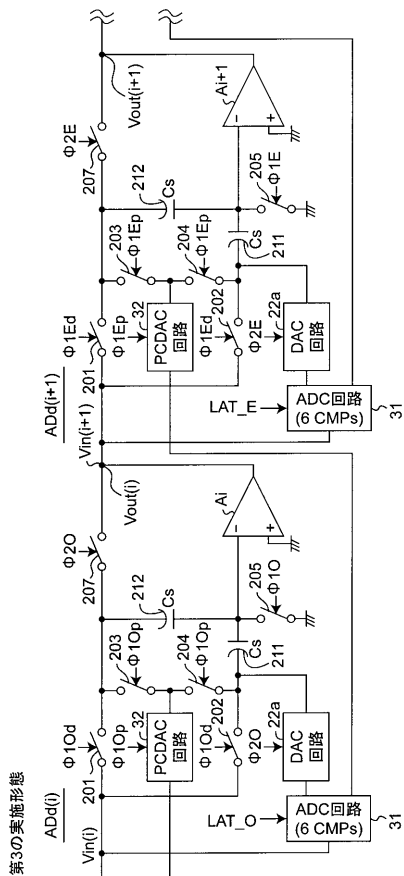 第3の実施形態
ADd(i)
Vin(i)
201
Φ1Od
Φ1Op
32
PCDAC
回路
203
Φ1Op
204
Φ1Op
Φ1Od
202
Φ2O
22a
DAC
回路
LAT_O
ADC回路
(6 CMPs)
31
212
Cs
Cs
211
205
Φ1O
207
Φ2O
Ai
-
+
Vout(i)
ADd(i+1)
Vin(i+1)
201
Φ1Ed
Φ1Ep
32
PCDAC
回路
203
Φ1Ep
204
Φ1Ep
Φ1Ed
202
Φ2E
22a
DAC
回路
LAT_E
ADC回路
(6 CMPs)
31
212
Cs
Cs
211
205
Φ1E
207
Φ2E
Ai+1
-
+
Vout(i+1)